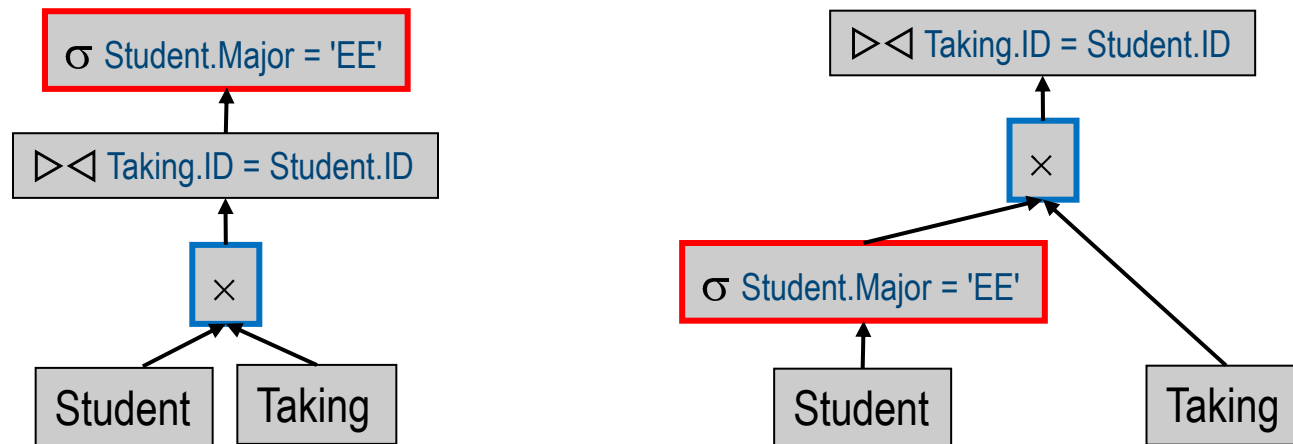 σ Student.Major = 'EE'
▷◁ Taking.ID = Student.ID
×
Student
Taking
▷◁ Taking.ID = Student.ID
×
σ Student.Major = 'EE'
Student
Taking